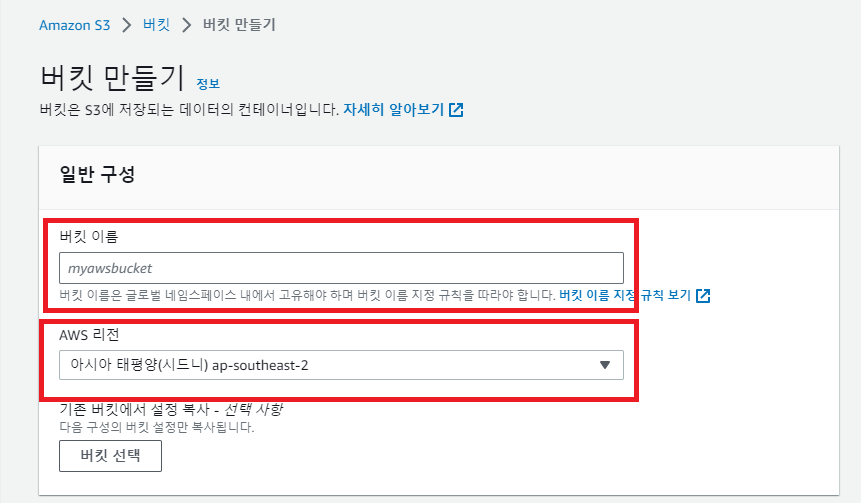 Amazon S3 > 버킷 > 버킷 만들기
버킷 만들기 정보
버킷은 S3에 저장되는 데이터의 컨테이너입니다. 자세히 알아보기
일반 구성
버킷 이름
myawsbucket
버킷 이름은 글로벌 네임스페이스 내에서 고유해야 하며 버킷 이름 지정 규칙을 따라야 합니다. 버킷 이름 지정 규칙 보기
AWS 리전
아시아 태평양(시드니) ap-southeast-2
기존 버킷에서 설정 복사 - 선택 사항
다음 구성의 버킷 설정만 복사됩니다.
버킷 선택